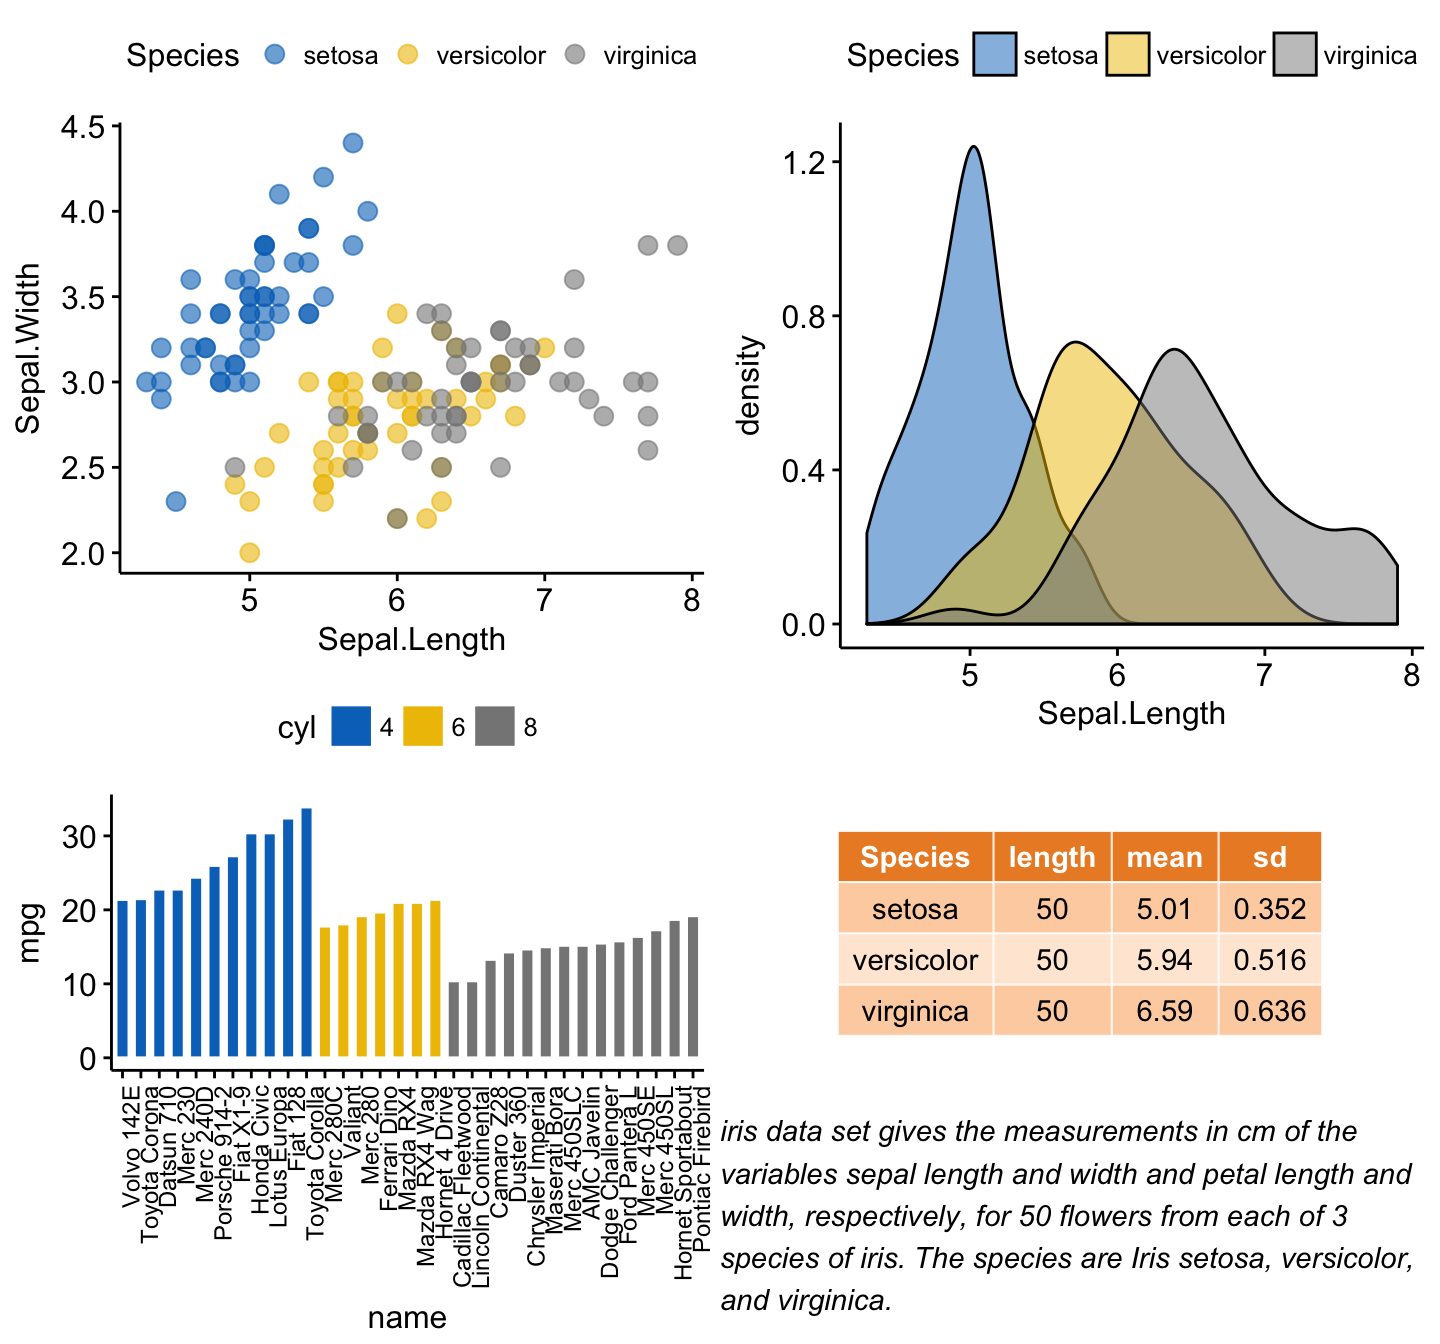 Species setosa versicolor virginica
4.5
4.0
3.5
3.0
2.5
2.0
Sepal.Width
5 6 7 8
Sepal.Length
Species setosa versicolor virginica
1.2
0.8
0.4
0.0
density
5 6 7 8
Sepal.Length
cyl 4 6 8
30
20
10
0
mpg
Volvo 142E
Toyota Corona
Datsun 710
Merc 230
Merc 240D
Porsche 914-2
Fiat X1-9
Honda Civic
Lotus Europa
Fiat 128
Toyota Corolla
Merc 280C
Valiant
Merc 280
Ferrari Dino
Mazda RX4
Mazda RX4 Wag
Hornet 4 Drive
Cadillac Fleetwood
Lincoln Continental
Camaro Z28
Duster 360
Chrysler Imperial
Maserati Bora
Merc 450SLC
AMC Javelin
Dodge Challenger
Ford Pantera L
Merc 450SE
Merc 450SL
Hornet Sportabout
Pontiac Firebird
name
Species length mean sd
setosa 50 5.01 0.352
versicolor 50 5.94 0.516
virginica 50 6.59 0.636
iris data set gives the measurements in cm of the
variables sepal length and width and petal length and
width, respectively, for 50 flowers from each of 3
species of iris. The species are Iris setosa, versicolor,
and virginica.